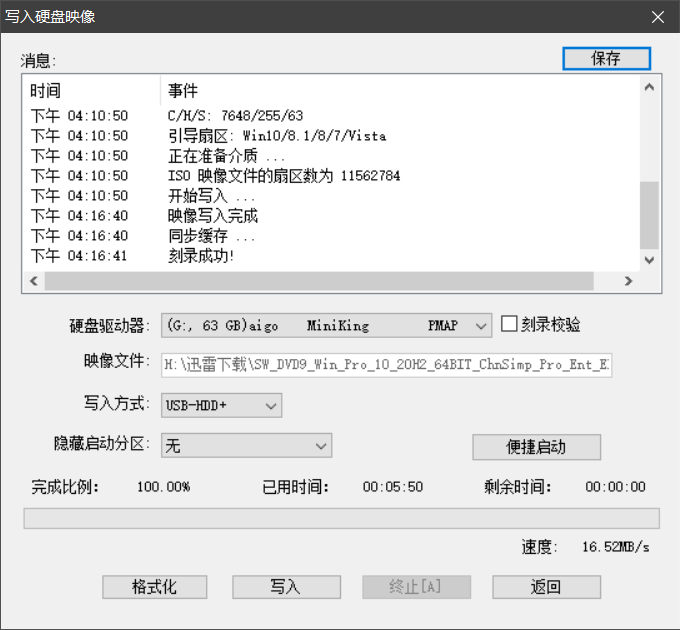 写入硬盘映像
消息:
保存
时间 事件
下午 04:10:50 C/H/S: 7648/255/63
下午 04:10:50 引导扇区: Win10/8.1/8/7/Vista
下午 04:10:50 正在准备介质 ...
下午 04:10:50 ISO 映像文件的扇区数为 11562784
下午 04:10:50 开始写入 ...
下午 04:16:40 映像写入完成
下午 04:16:40 同步缓存 ...
下午 04:16:41 刻录成功!
硬盘驱动器: (G:, 63 GB)aigo MiniKing PMAP 刻录校验
映像文件: H:\迅雷下载\SW_DVD9_Win_Pro_10_20H2_64BIT_ChnSimp_Pro_Ent_E
写入方式: USB-HDD+
隐藏启动分区: 无 便捷启动
完成比例: 100.00% 已用时间: 00:05:50 剩余时间: 00:00:00
速度: 16.52MB/s
格式化 写入 终止[A] 返回